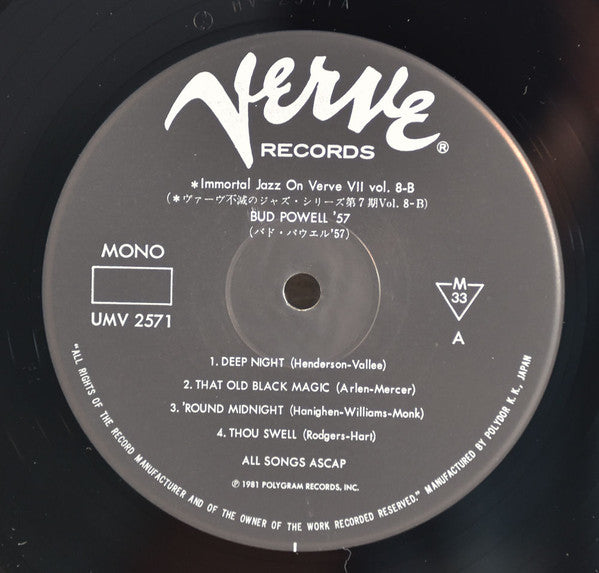 Verve
RECORDS ®
*Immortal Jazz On Verve VII vol. 8-B
(*ヴァーヴ不滅のジャズ・シリーズ第7期Vol. 8-B)
BUD POWELL '57
(バド・パウエル'57)
MONO
UMV 2571
M
33
A
1. DEEP NIGHT (Henderson-Vallee)
2. THAT OLD BLACK MAGIC (Arlen-Mercer)
3. 'ROUND MIDNIGHT (Hanighen-Williams-Monk)
4. THOU SWELL (Rodgers-Hart)
ALL SONGS ASCAP
℗ 1981 POLYGRAM RECORDS, INC.
"ALL RIGHTS OF THE RECORD MANUFACTURER AND OF THE OWNER OF THE WORK RECORDED RESERVED." MANUFACTURED BY POLYDOR K.K., JAPAN